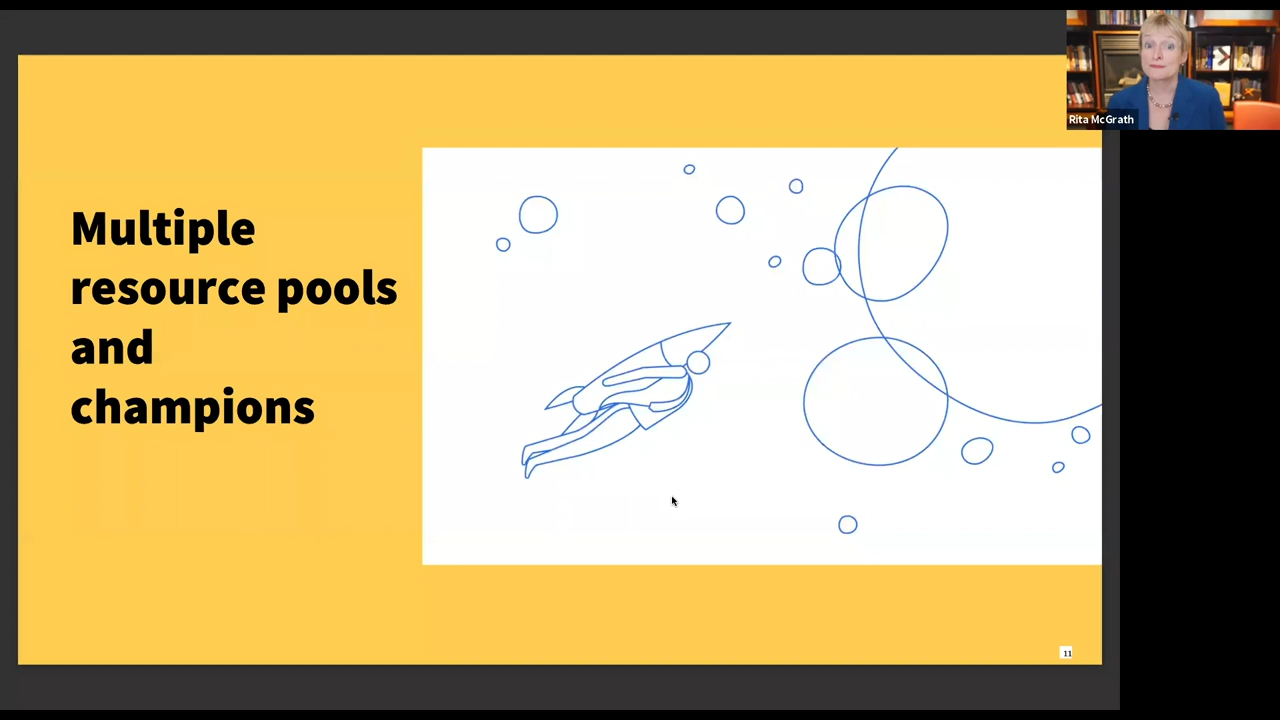 Rita McGrath
Multiple
resource pools
and
champions
11